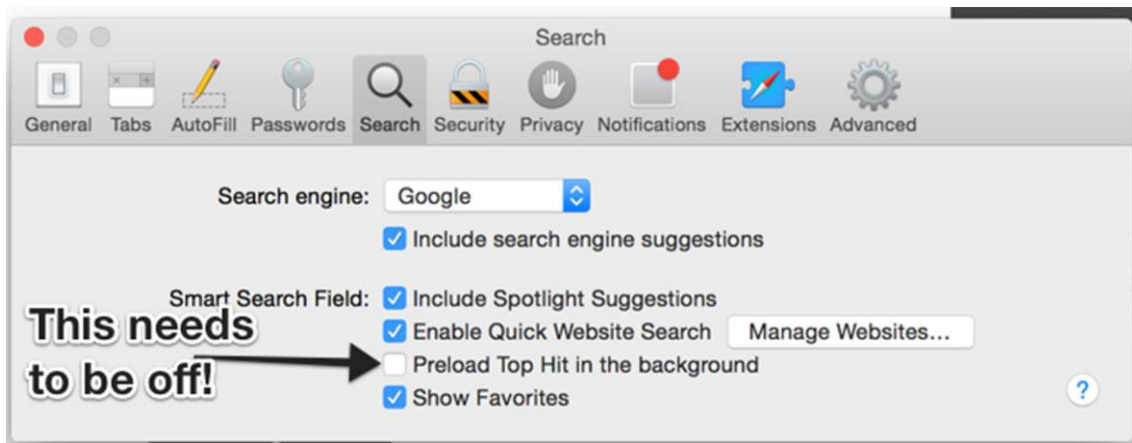 Search
General Tabs AutoFill Passwords Search Security Privacy Notifications Extensions Advanced
Search engine: Google
Include search engine suggestions
Smart Search Field: Include Spotlight Suggestions
Enable Quick Website Search Manage Websites...
Preload Top Hit in the background
Show Favorites
?
This needs
to be off!